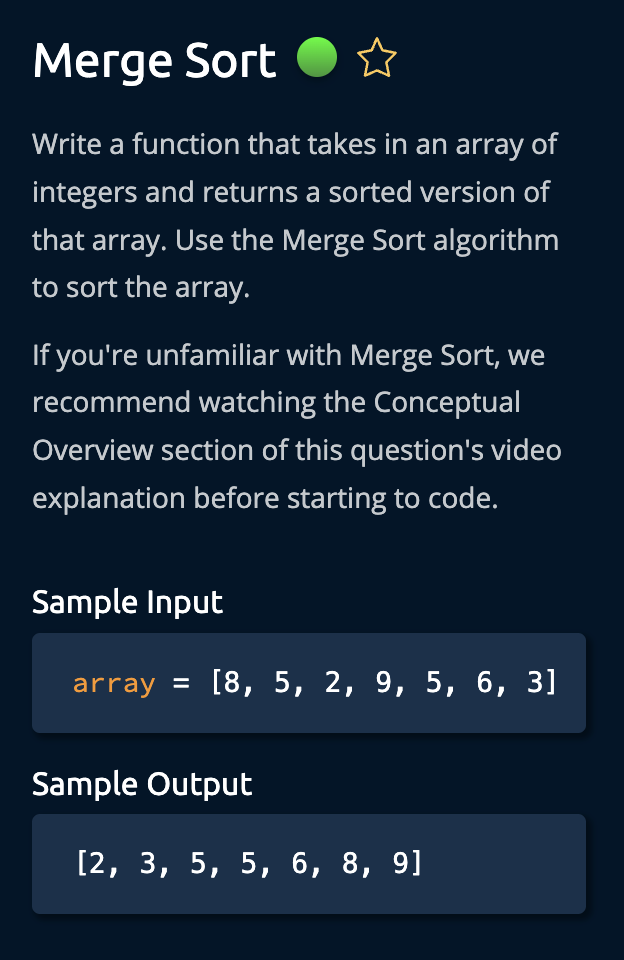 Merge Sort
Write a function that takes in an array of
integers and returns a sorted version of
that array. Use the Merge Sort algorithm
to sort the array.
If you're unfamiliar with Merge Sort, we
recommend watching the Conceptual
Overview section of this question's video
explanation before starting to code.
Sample Input
array = [8, 5, 2, 9, 5, 6, 3]
Sample Output
[2, 3, 5, 5, 6, 8, 9]